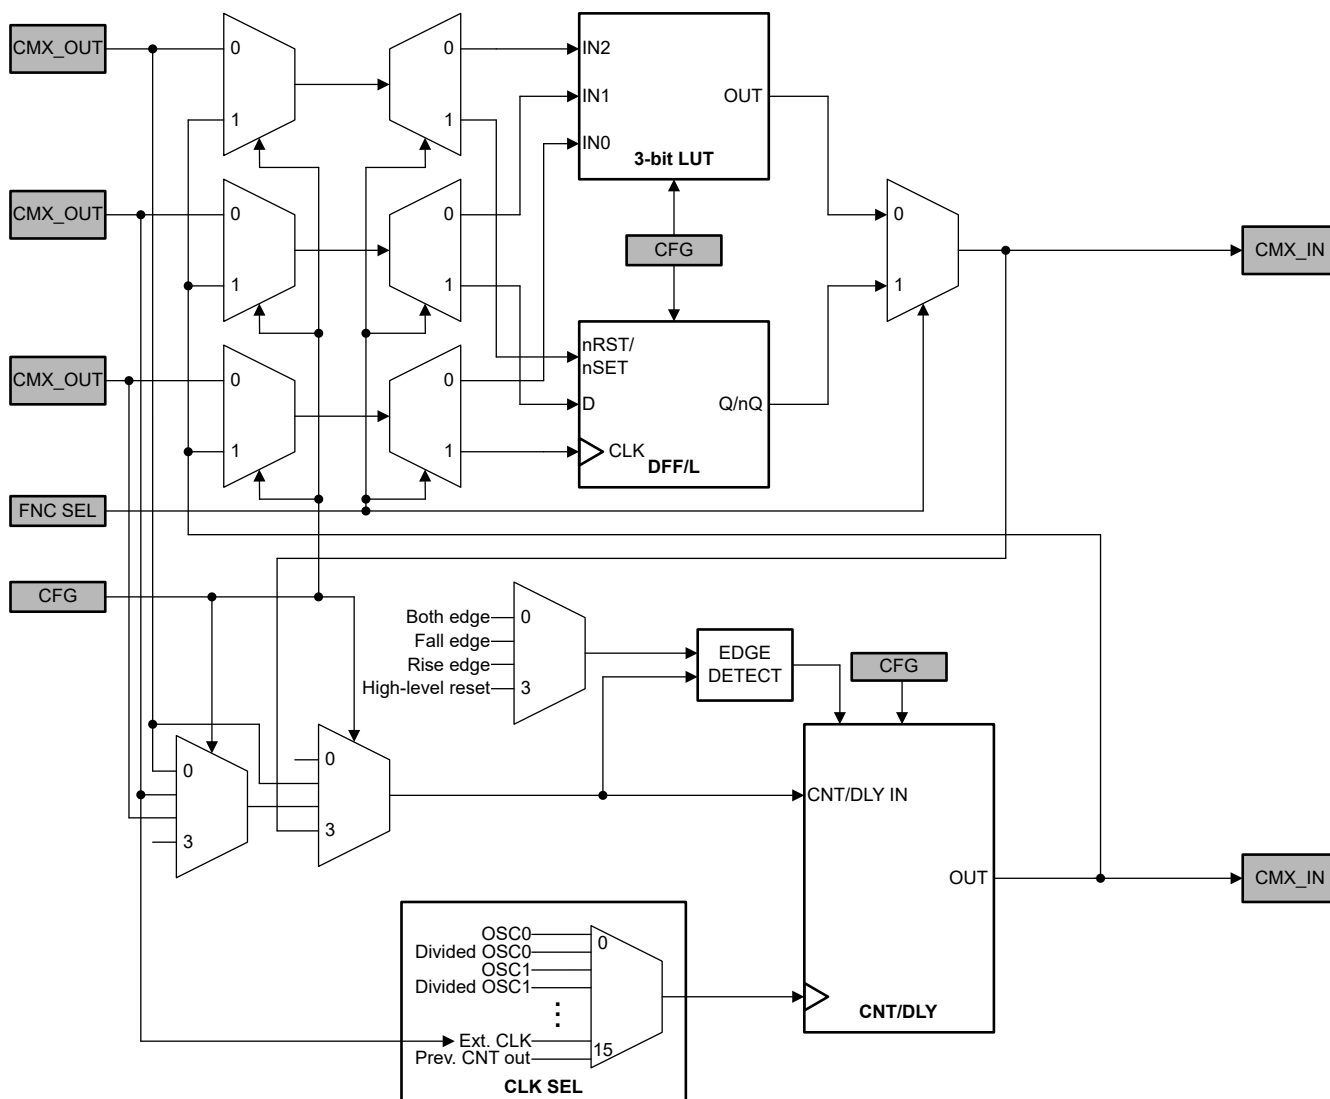 CMX_OUT
0
1
0
1
IN2
IN1
IN0
OUT
3-bit LUT
CMX_OUT
0
1
0
1
CFG
0
1
CMX_IN
CMX_OUT
0
1
0
1
nRST/
nSET
D
CLK
Q/nQ
DFF/L
FNC SEL
CFG
Both edge
Fall edge
Rise edge
High-level reset
0
3
EDGE
DETECT
CFG
0
3
0
3
CNT/DLY IN
OUT
CNT/DLY
CMX_IN
OSC0
Divided OSC0
OSC1
Divided OSC1
⋮
Ext. CLK
Prev. CNT out
0
15
CLK SEL